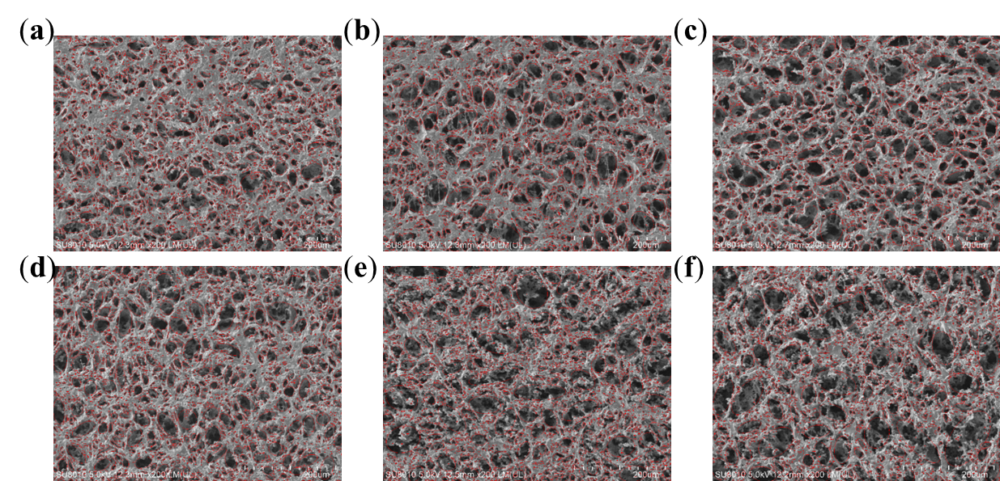 (a)
(b)
(c)
SU8010 5.0kV 12.3mm x200 LM(UL) 200um
SU8010 5.0kV 12.3mm x200 LM(UL) 200um
SU8010 5.0kV 12.7mm x200 LM(UL) 200um
(d)
(e)
(f)
SU8010 5.0kV 12.3mm x200 LM(UL) 200um
SU8010 5.0kV 12.5mm x200 LM(UL) 200um
SU8010 5.0kV 12.2mm x200 LM(UL) 200um